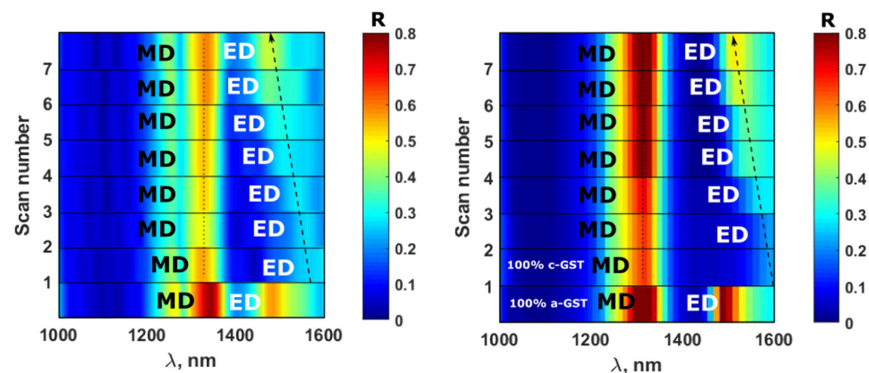 R
0.8
0.7
0.6
0.5
0.4
0.3
0.2
0.1
0
Scan number
7
6
5
4
3
2
1
MD ED
MD ED
MD ED
MD ED
MD ED
MD ED
MD ED
MD ED
1000 1200 1400 1600
λ, nm
R
0.8
0.7
0.6
0.5
0.4
0.3
0.2
0.1
0
Scan number
7
6
5
4
3
2
1
MD ED
MD ED
MD ED
MD ED
MD ED
MD ED
100% c-GST MD
100% a-GST MD ED
1000 1200 1400 1600
λ, nm